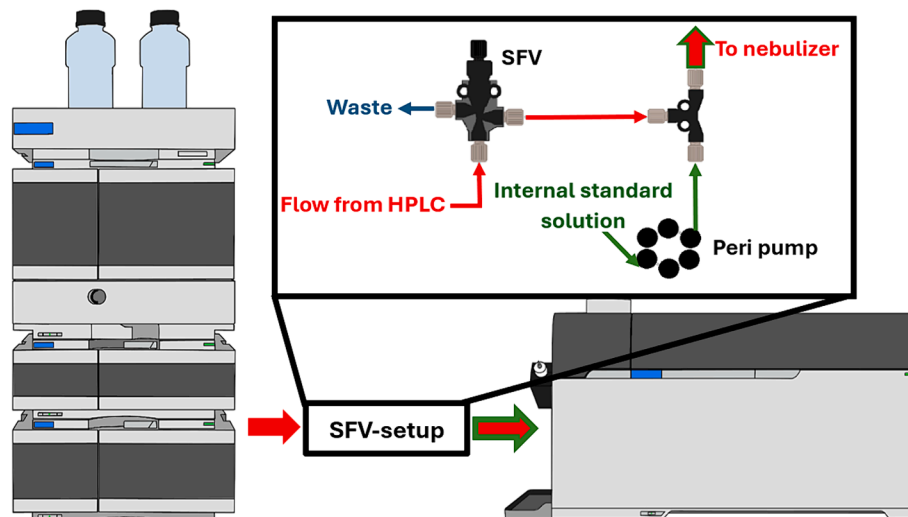 To nebulizer
SFV
Waste
Internal standard
solution
Flow from HPLC
Peri pump
SFV-setup